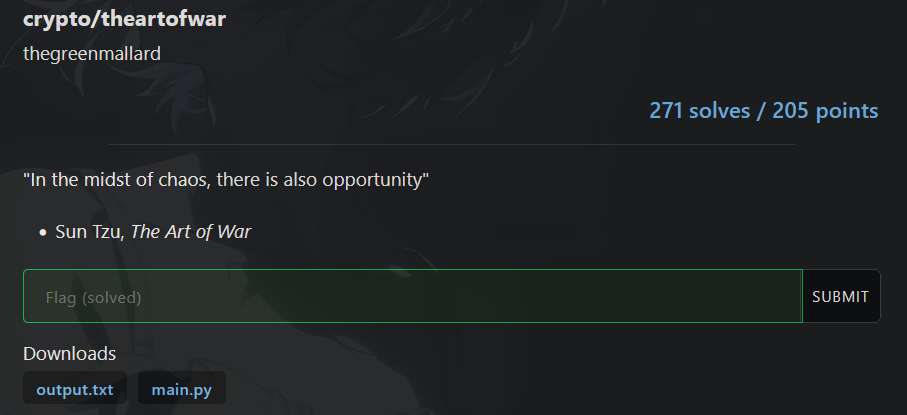 crypto/theartofwar
thegreenmallard
271 solves / 205 points
"In the midst of chaos, there is also opportunity"
• Sun Tzu, The Art of War
Flag (solved)
SUBMIT
Downloads
output.txt
main.py